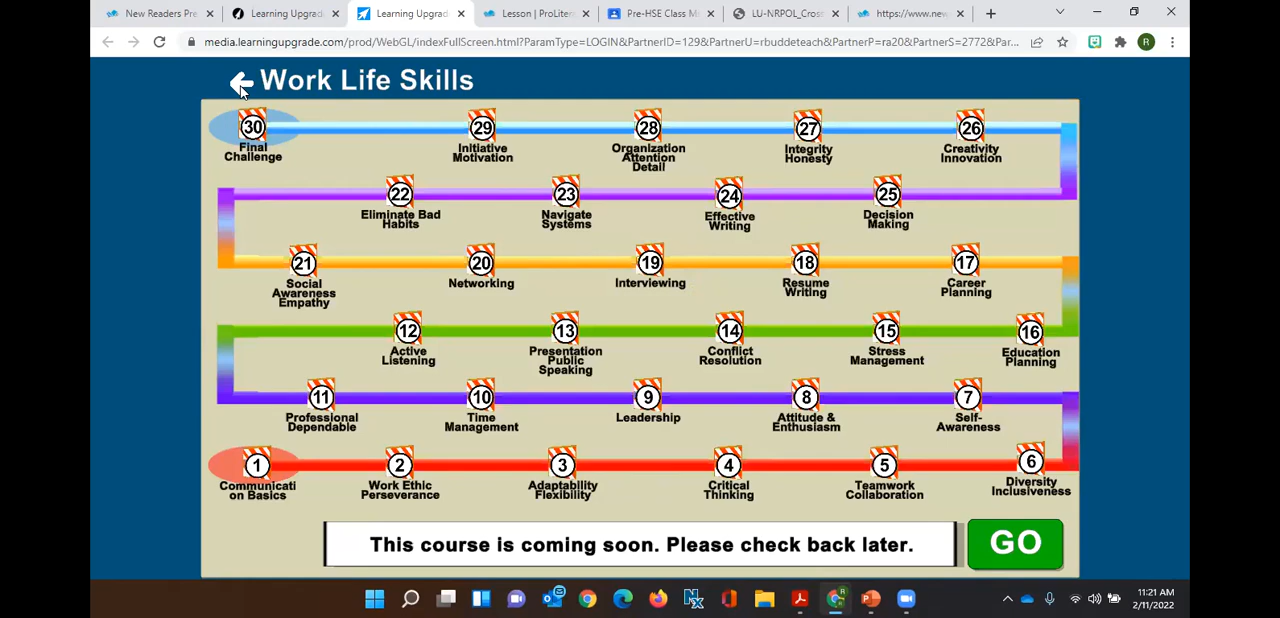 New Readers Pre
Learning Upgrad
Learning Upgrad
Lesson | ProLiter
Pre-HSE Class M
LU-NRPOL_Cross
https://www.new
media.learningupgrade.com/prod/WebGL/indexFullScreen.html?ParamType=LOGIN&PartnerID=129&PartnerU=rbuddeteach&PartnerP=ra20&PartnerS=2772&Par...
R
Work Life Skills
30
Final
Challenge
29
Initiative
Motivation
28
Organization
Attention
Detail
27
Integrity
Honesty
26
Creativity
Innovation
22
Eliminate Bad
Habits
23
Navigate
Systems
24
Effective
Writing
25
Decision
Making
21
Social
Awareness
Empathy
20
Networking
19
Interviewing
18
Resume
Writing
17
Career
Planning
12
Active
Listening
13
Presentation
Public
Speaking
14
Conflict
Resolution
15
Stress
Management
16
Education
Planning
11
Professional
Dependable
10
Time
Management
9
Leadership
8
Attitude &
Enthusiasm
7
Self-
Awareness
1
Communicati
on Basics
2
Work Ethic
Perseverance
3
Adaptability
Flexibility
4
Critical
Thinking
5
Teamwork
Collaboration
6
Diversity
Inclusiveness
This course is coming soon. Please check back later.
GO
11:21 AM
2/11/2022